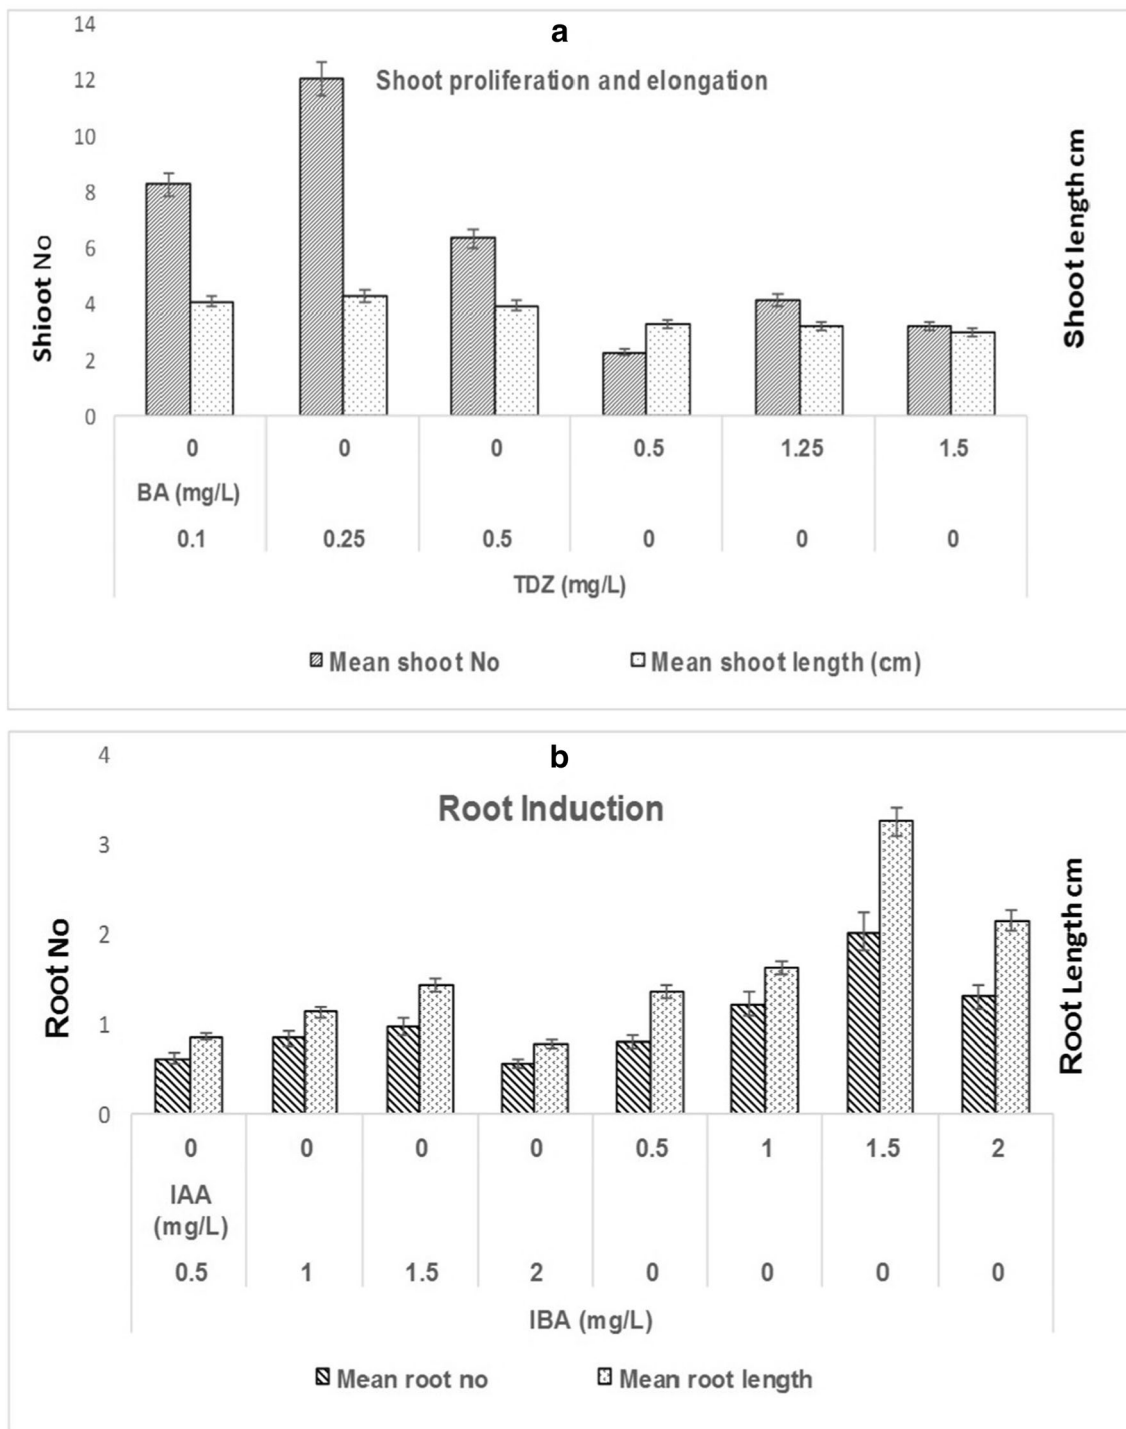 a
Shoot proliferation and elongation
14
12
10
8
6
4
2
0
Shioot No
Shoot length cm
0 0 0 0.5 1.25 1.5
BA (mg/L)
0.1 0.25 0.5 0 0 0
TDZ (mg/L)
Mean shoot No Mean shoot length (cm)
b
Root Induction
4
3
2
1
0
Root No
Root Length cm
0 0 0 0 0.5 1 1.5 2
IAA
(mg/L)
0.5 1 1.5 2 0 0 0 0
IBA (mg/L)
Mean root no Mean root length